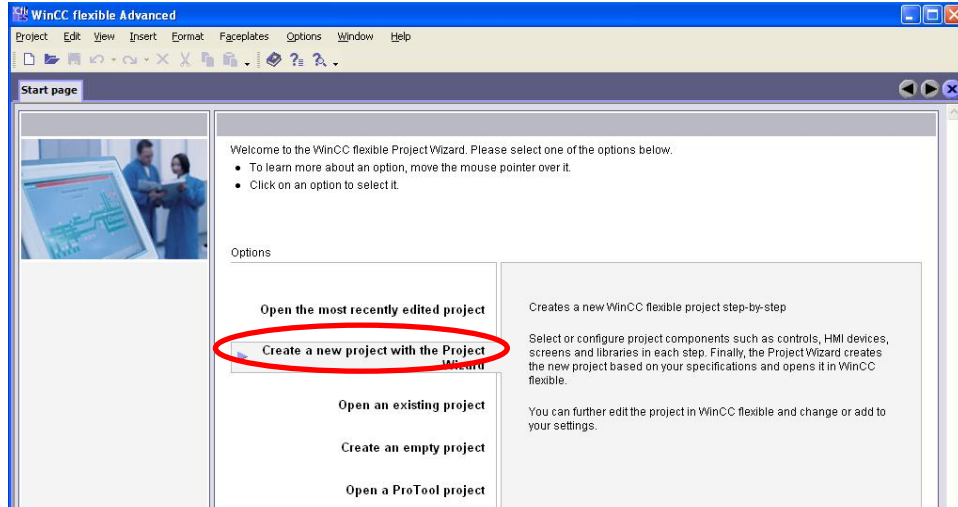 WinCC flexible Advanced
Project Edit View Insert Format Faceplates Options Window Help
Start page
Welcome to the WinCC flexible Project Wizard. Please select one of the options below.
• To learn more about an option, move the mouse pointer over it.
• Click on an option to select it.
Options
Open the most recently edited project
Create a new project with the Project
Wizard
Open an existing project
Create an empty project
Open a ProTool project
Creates a new WinCC flexible project step-by-step
Select or configure project components such as controls, HMI devices,
screens and libraries in each step. Finally, the Project Wizard creates
the new project based on your specifications and opens it in WinCC
flexible.
You can further edit the project in WinCC flexible and change or add to
your settings.